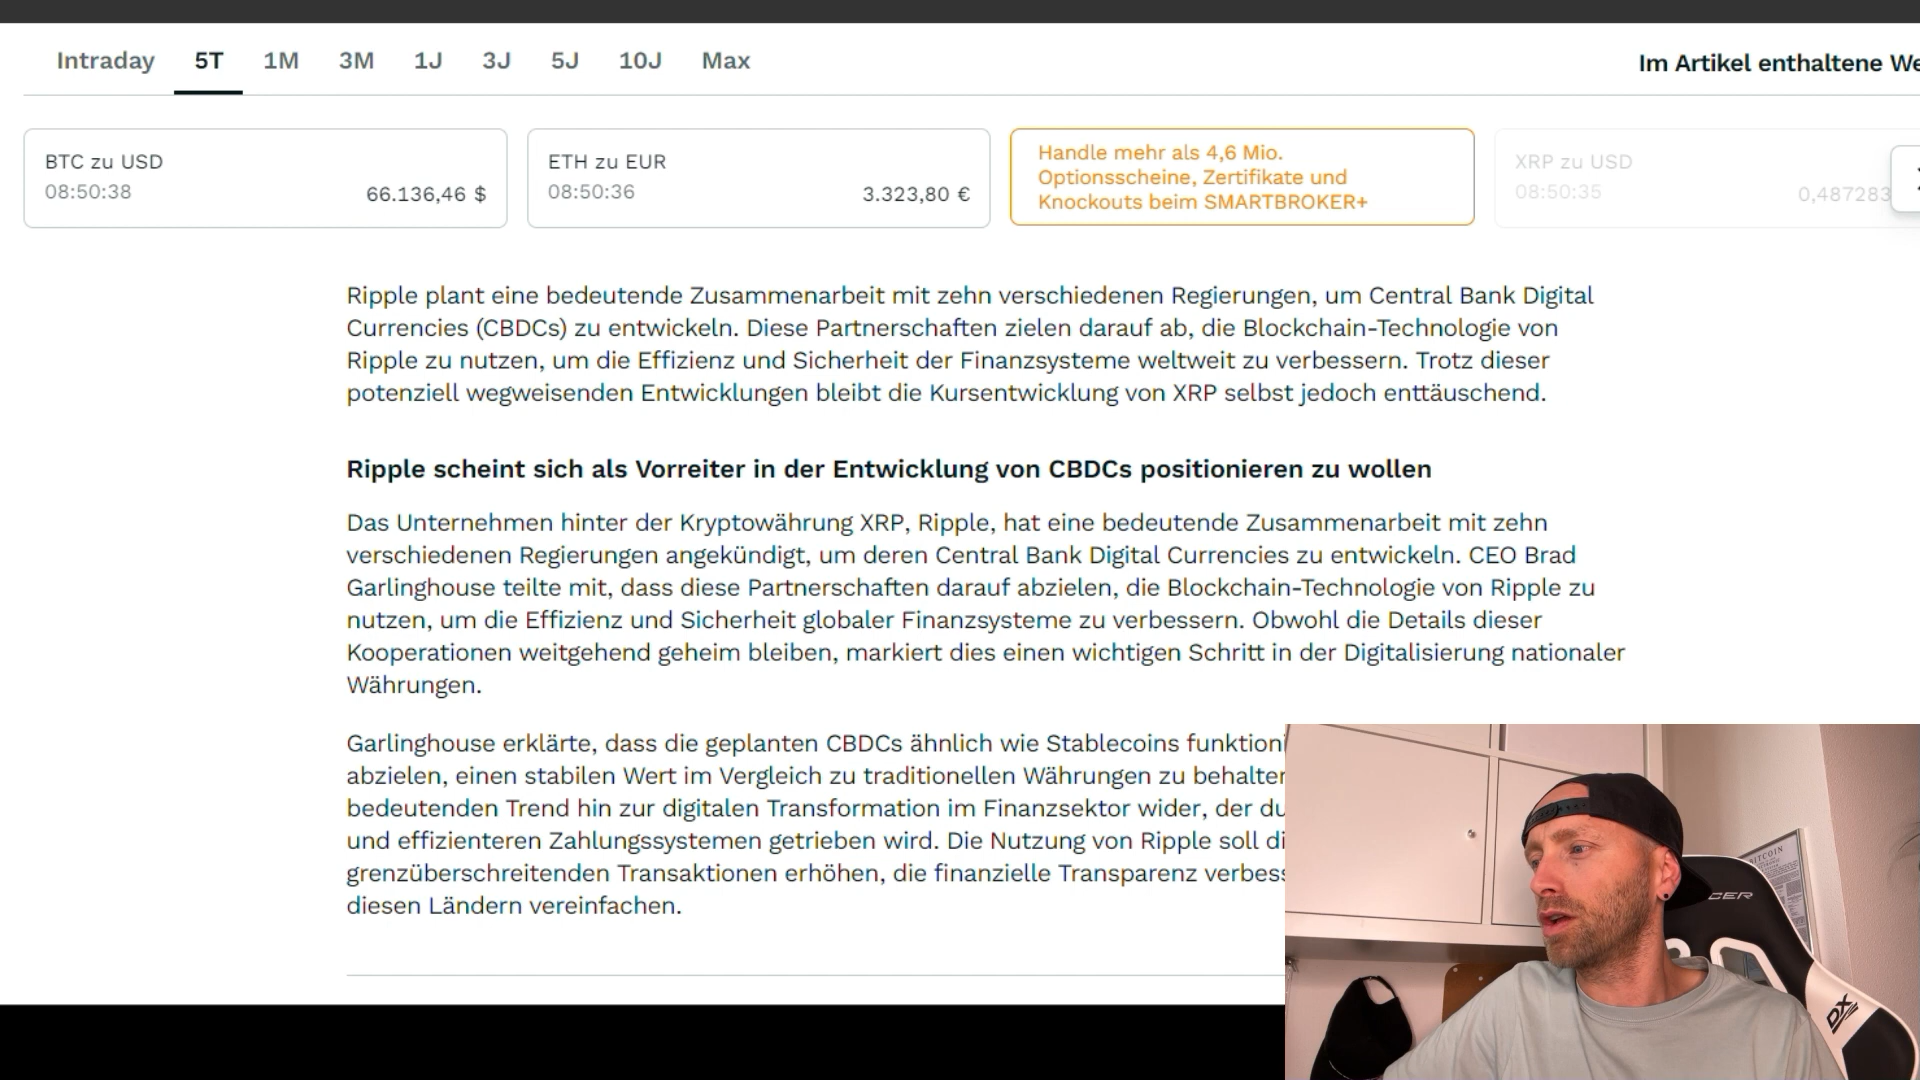 Intraday 5T 1M 3M 1J 3J 5J 10J Max
Im Artikel enthaltene
BTC zu USD
08:50:38
66.136,46 $
ETH zu EUR
08:50:36
3.323,80 €
Handle mehr als 4,6 Mio.
Optionsscheine, Zertifikate und
Knockouts beim SMARTBROKER+
XRP zu USD
08:50:35
0,487283
Ripple plant eine bedeutende Zusammenarbeit mit zehn verschiedenen Regierungen, um Central Bank Digital
Currencies (CBDCs) zu entwickeln. Diese Partnerschaften zielen darauf ab, die Blockchain-Technologie von
Ripple zu nutzen, um die Effizienz und Sicherheit der Finanzsysteme weltweit zu verbessern. Trotz dieser
potenziell wegweisenden Entwicklungen bleibt die Kursentwicklung von XRP selbst jedoch enttäuschend.
Ripple scheint sich als Vorreiter in der Entwicklung von CBDCs positionieren zu wollen
Das Unternehmen hinter der Kryptowährung XRP, Ripple, hat eine bedeutende Zusammenarbeit mit zehn
verschiedenen Regierungen angekündigt, um deren Central Bank Digital Currencies zu entwickeln. CEO Brad
Garlinghouse teilte mit, dass diese Partnerschaften darauf abzielen, die Blockchain-Technologie von Ripple zu
nutzen, um die Effizienz und Sicherheit globaler Finanzsysteme zu verbessern. Obwohl die Details dieser
Kooperationen weitgehend geheim bleiben, markiert dies einen wichtigen Schritt in der Digitalisierung nationaler
Währungen.
Garlinghouse erklärte, dass die geplanten CBDCs ähnlich wie Stablecoins funktioni
abzielen, einen stabilen Wert im Vergleich zu traditionellen Währungen zu behalten
bedeutenden Trend hin zur digitalen Transformation im Finanzsektor wider, der du
und effizienteren Zahlungssystemen getrieben wird. Die Nutzung von Ripple soll di
grenzüberschreitenden Transaktionen erhöhen, die finanzielle Transparenz verbess
diesen Ländern vereinfachen.
BITCOIN
CER
DX